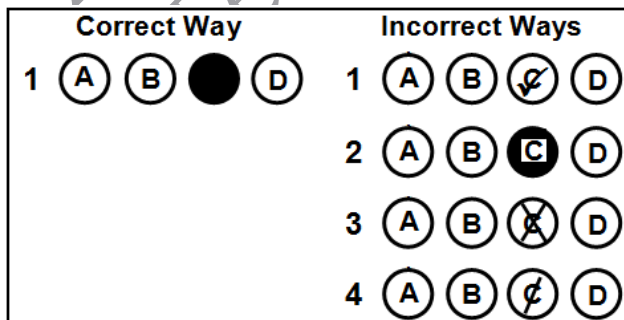 Correct Way
1 A B D
Incorrect Ways
1 A B C D
2 A B C D
3 A B C D
4 A B C D